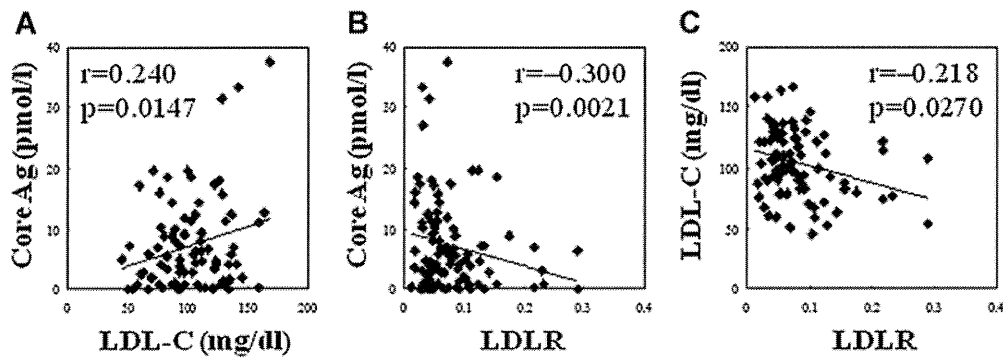 A
Core Ag (pmol/l)
40
30
20
10
0
r=0.240
p=0.0147
0
50
100
150
200
LDL-C (mg/dl)
B
Core Ag (pmol/l)
40
30
20
10
0
r=–0.300
p=0.0021
0
0.1
0.2
0.3
0.4
LDLR
C
LDL-C (mg/dl)
200
150
100
50
0
r=–0.218
p=0.0270
0
0.1
0.2
0.3
0.4
LDLR